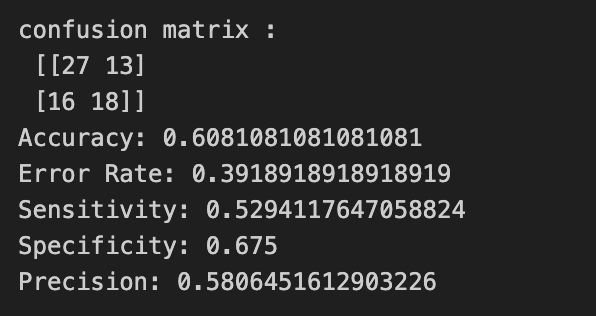 confusion matrix :
[[27 13]
[16 18]]
Accuracy: 0.6081081081081081
Error Rate: 0.3918918918918919
Sensitivity: 0.5294117647058824
Specificity: 0.675
Precision: 0.5806451612903226